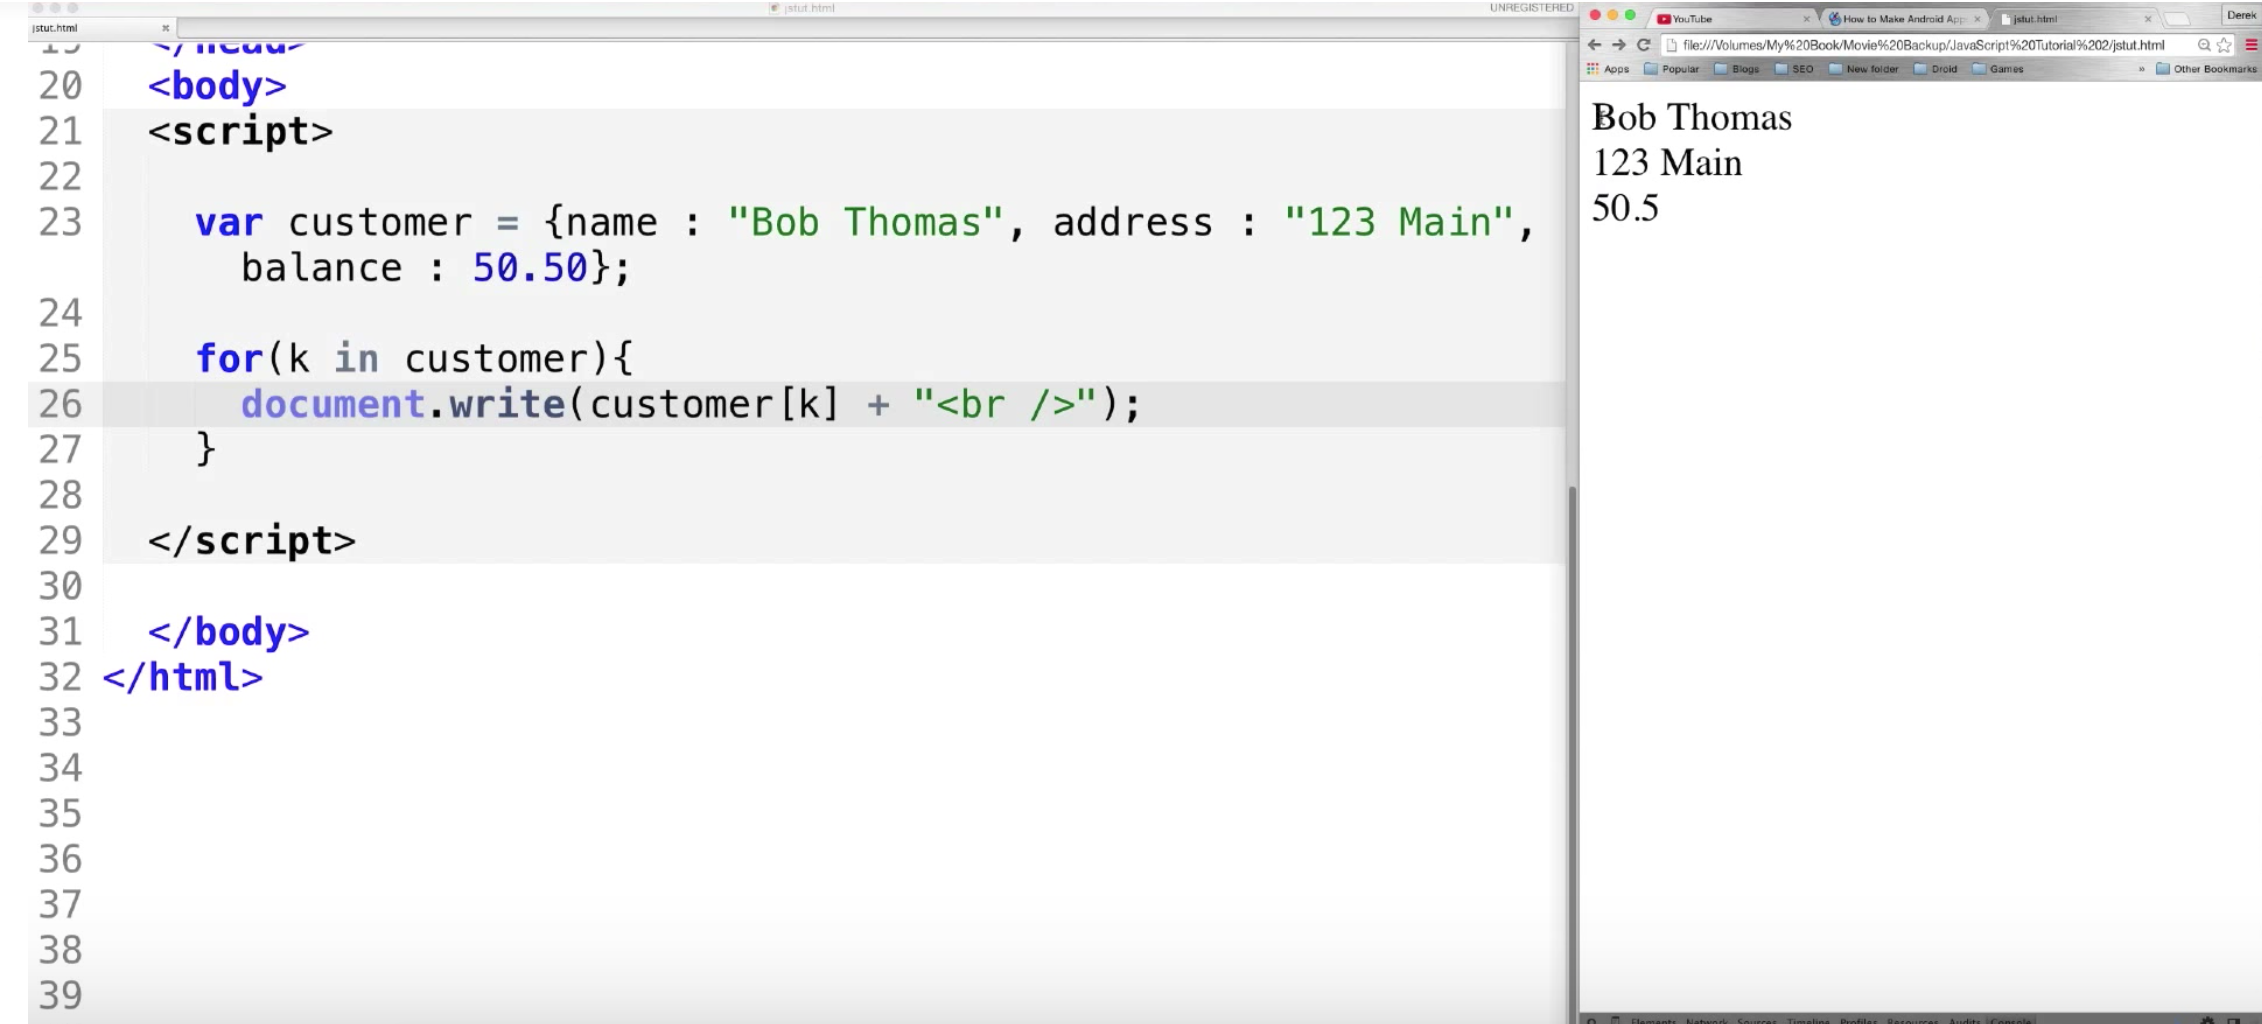 jstut.html
UNREGISTERED
jstut.html
19 </head>
20 <body>
21 <script>
22
23 var customer = {name : "Bob Thomas", address : "123 Main",
balance : 50.50};
24
25 for(k in customer){
26 document.write(customer[k] + "<br />");
27 }
28
29 </script>
30
31 </body>
32 </html>
33
34
35
36
37
38
39
YouTube How to Make Android App jstut.html Derek
file:///Volumes/My%20Book/Movie%20Backup/JavaScript%20Tutorial%202/jstut.html
Apps Popular Blogs SEO New folder Droid Games » Other Bookmarks
Bob Thomas
123 Main
50.5
Elements Network Sources Timeline Profiles Resources Audits Console